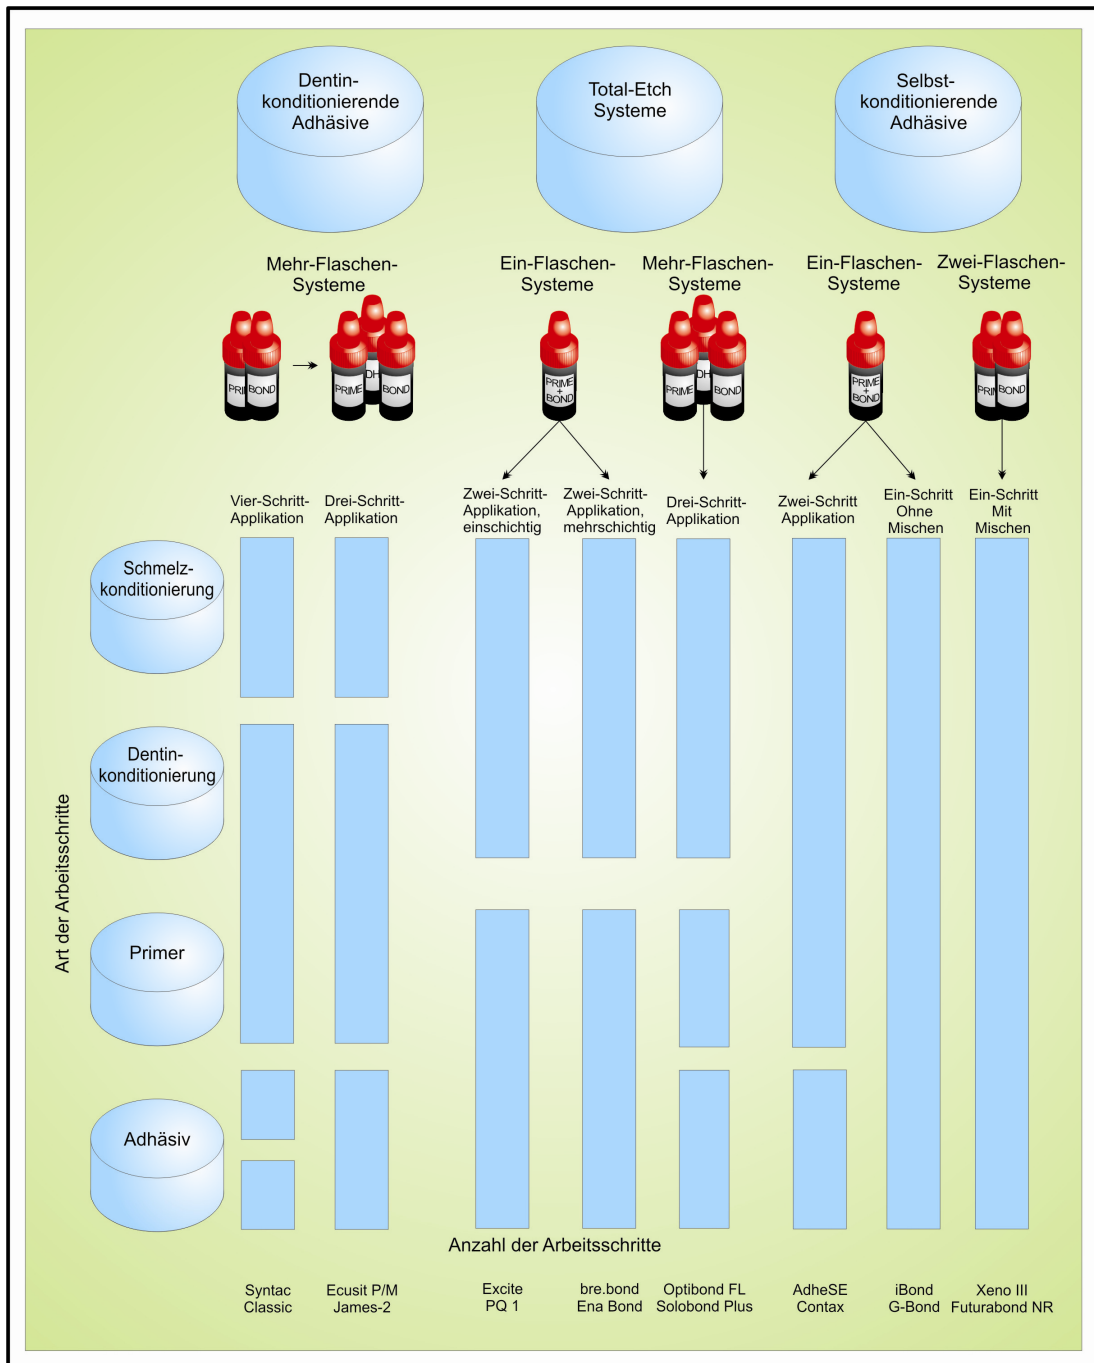 Dentin-
konditionierende
Adhäsive
Total-Etch
Systeme
Selbst-
konditionierende
Adhäsive
Mehr-Flaschen-
Systeme
Ein-Flaschen-
Systeme
Mehr-Flaschen-
Systeme
Ein-Flaschen-
Systeme
Zwei-Flaschen-
Systeme
PRI
BOND
PRIME
DH
BOND
PRIME
+
BOND
PRIME
DH
BOND
PRIME
+
BOND
PRI
BOND
Vier-Schritt-
Applikation
Drei-Schritt-
Applikation
Zwei-Schritt-
Applikation,
einschichtig
Zwei-Schritt-
Applikation,
mehrschichtig
Drei-Schritt-
Applikation
Zwei-Schritt
Applikation
Ein-Schritt
Ohne
Mischen
Ein-Schritt
Mit
Mischen
Schmelz-
konditionierung
Dentin-
konditionierung
Primer
Adhäsiv
Art der Arbeitsschritte
Anzahl der Arbeitsschritte
Syntac
Classic
Ecusit P/M
James-2
Excite
PQ 1
bre.bond
Ena Bond
Optibond FL
Solobond Plus
AdheSE
Contax
iBond
G-Bond
Xeno III
Futurabond NR